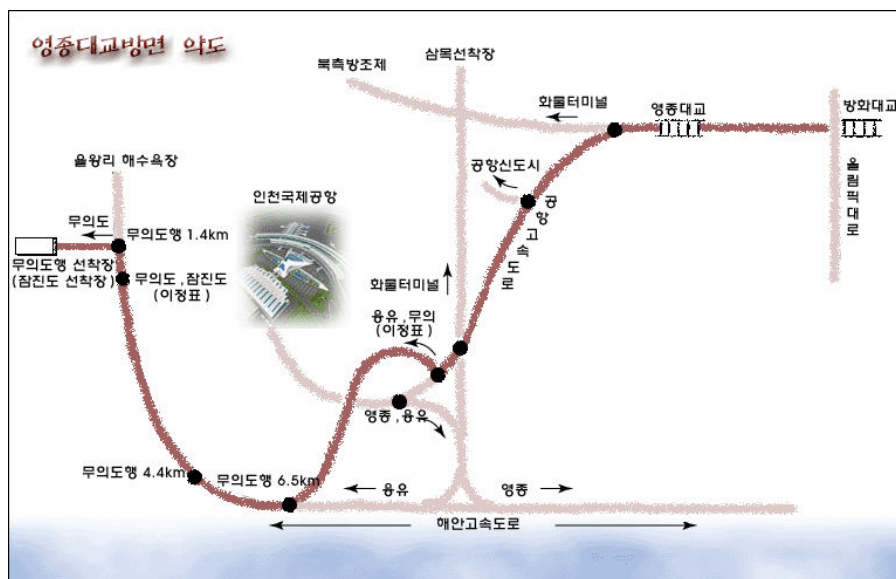 영종대교방면 약도
삼목선착장
북측방조제
화물터미널
영종대교
방화대교
을왕리 해수욕장
공항신도시
올림픽대로
인천국제공항
공항고속도로
무의도
무의도행 1.4km
무의도행 선착장
(잠진도 선착장)
무의도,잠진도
(이정표)
화물터미널
용유,무의
(이정표)
영종,용유
무의도행 4.4km
무의도행 6.5km
용유
영종
해안고속도로